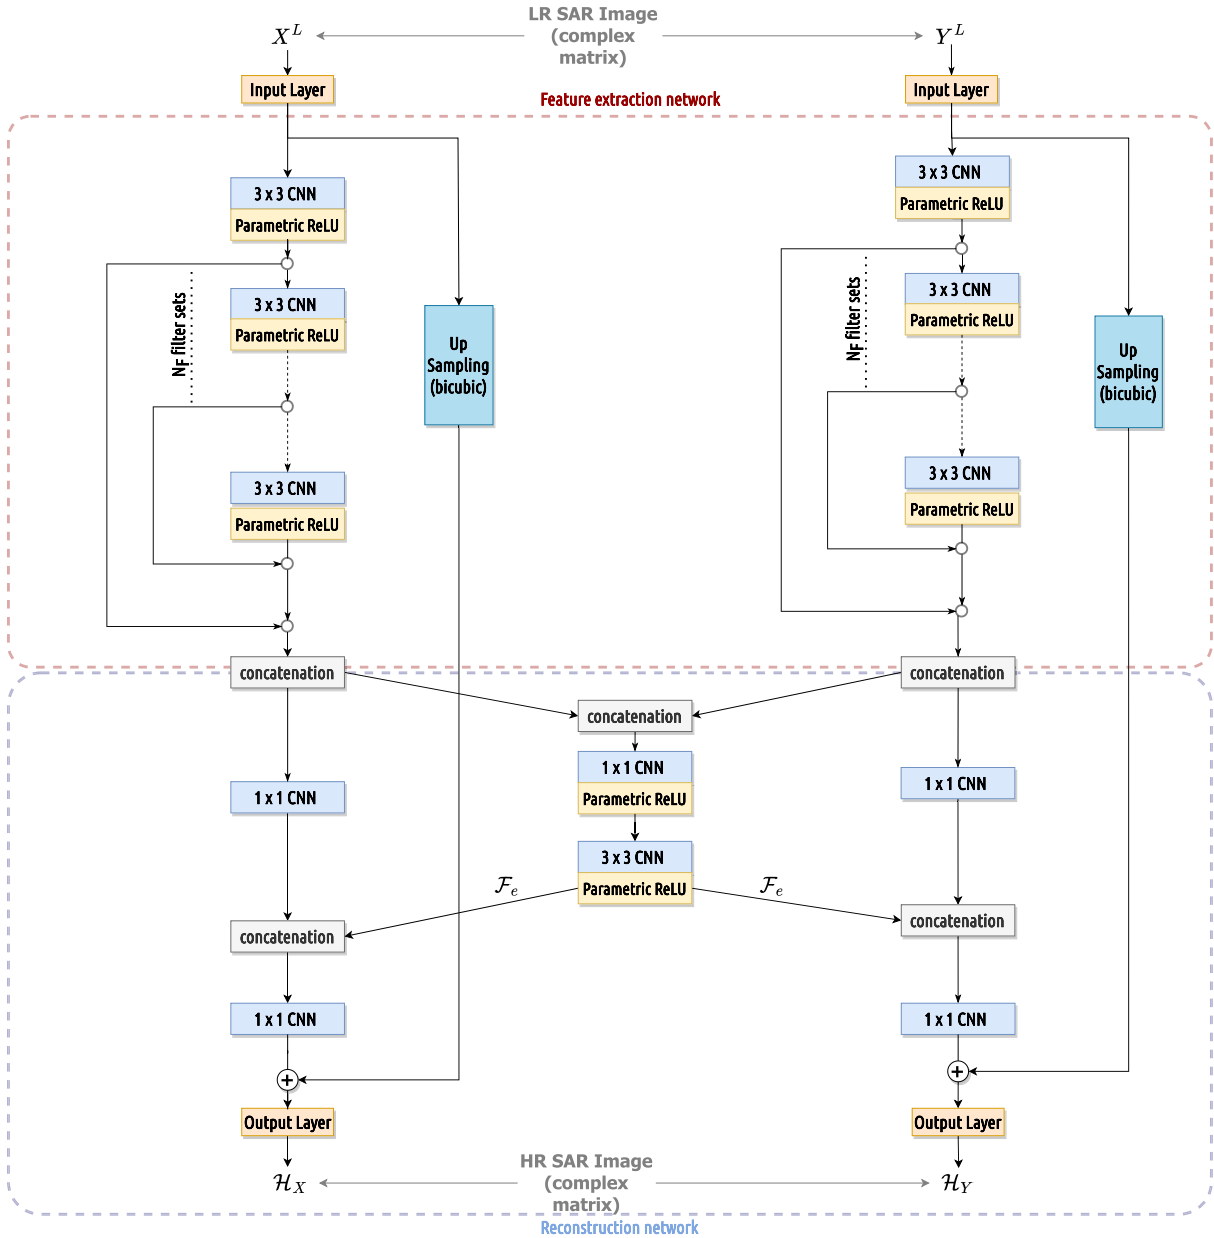 LR SAR Image
(complex
matrix)
X^L
Y^L
Input Layer
Input Layer
Feature extraction network
3 x 3 CNN
Parametric ReLU
3 x 3 CNN
Parametric ReLU
N_F filter sets
3 x 3 CNN
Parametric ReLU
3 x 3 CNN
Parametric ReLU
N_F filter sets
Up
Sampling
(bicubic)
Up
Sampling
(bicubic)
3 x 3 CNN
Parametric ReLU
3 x 3 CNN
Parametric ReLU
concatenation
concatenation
concatenation
1 x 1 CNN
Parametric ReLU
1 x 1 CNN
1 x 1 CNN
3 x 3 CNN
Parametric ReLU
ℱ_e
ℱ_e
concatenation
concatenation
1 x 1 CNN
1 x 1 CNN
+
+
Output Layer
Output Layer
HR SAR Image
(complex
matrix)
ℋ_X
ℋ_Y
Reconstruction network